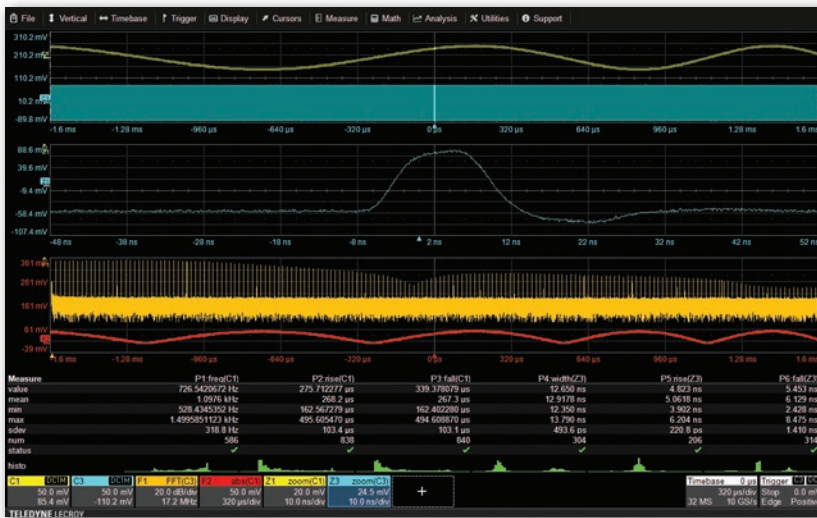 File Vertical Timebase Trigger Display Cursors Measure Math Analysis Utilities Support
310.2 mV
210.2 mV
110.2 mV
10.2 mV
-89.8 mV
-1.6 ms -1.28 ms -960 µs -640 µs -320 µs 0 µs 320 µs 640 µs 960 µs 1.28 ms 1.6 ms
88.6 mV
39.6 mV
-9.4 mV
-58.4 mV
-107.4 mV
-48 ns -38 ns -28 ns -18 ns -8 ns 2 ns 12 ns 22 ns 32 ns 42 ns 52 ns
361 mV
261 mV
161 mV
61 mV
-39 mV
-1.6 ms -1.28 ms -960 µs -640 µs -320 µs 0 µs 320 µs 640 µs 960 µs 1.28 ms 1.6 ms
Measure P1:freq(C1) P2:rise(C1) P3:fall(C1) P4:width(Z3) P5:rise(Z3) P6:fall(Z3)
value 726.5420672 Hz 275.712277 µs 339.378079 µs 12.650 ns 4.823 ns 5.453 ns
mean 1.0976 kHz 268.2 µs 267.3 µs 12.9178 ns 5.0618 ns 6.129 ns
min 528.4345352 Hz 162.567279 µs 162.402280 µs 12.350 ns 3.902 ns 2.428 ns
max 1.4995851123 kHz 495.605470 µs 494.608870 µs 13.790 ns 6.204 ns 8.475 ns
sdev 318.8 Hz 103.4 µs 103.1 µs 493.6 ps 220.8 ps 1.410 ns
num 586 838 840 304 206 314
status
histo
C1 DC1M C3 DC1M F1 FFT(C3) F2 abs(C1) Z1 zoom(C1) Z3 zoom(C3) Timebase 0 µs Trigger C3
50.0 mV 50.0 mV 20.0 dB/div 50.0 mV 20.0 mV 24.5 mV 320 µs/div Stop 0.0 m
85.4 mV -110.2 mV 17.2 MHz 320 µs/div 10.0 ns/div 10.0 ns/div 32 MS 10 GS/s Edge Positiv
TELEDYNE LECROY